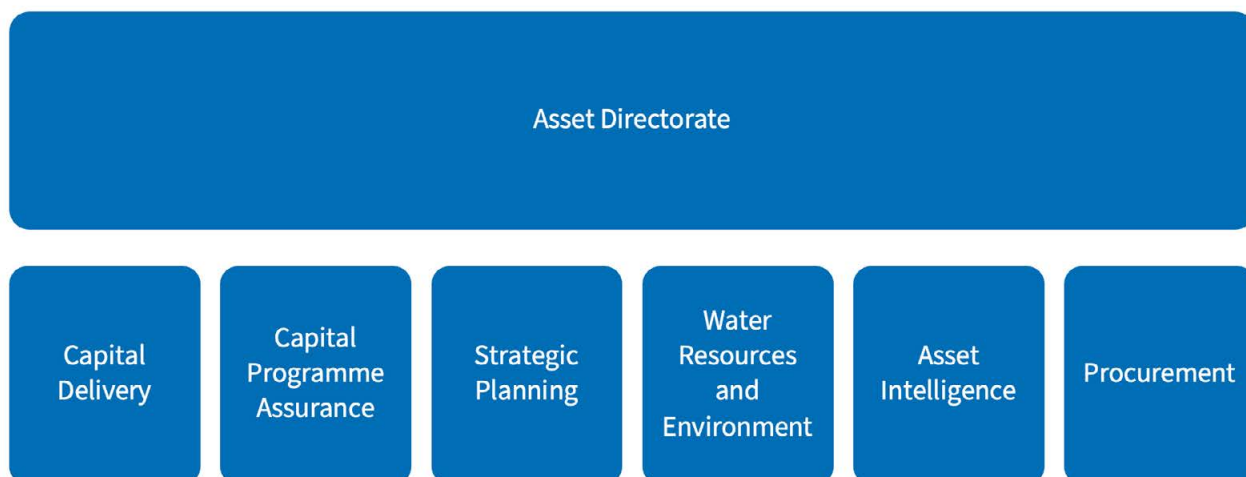 Asset Directorate
Capital
Delivery
Capital
Programme
Assurance
Strategic
Planning
Water
Resources
and
Environment
Asset
Intelligence
Procurement